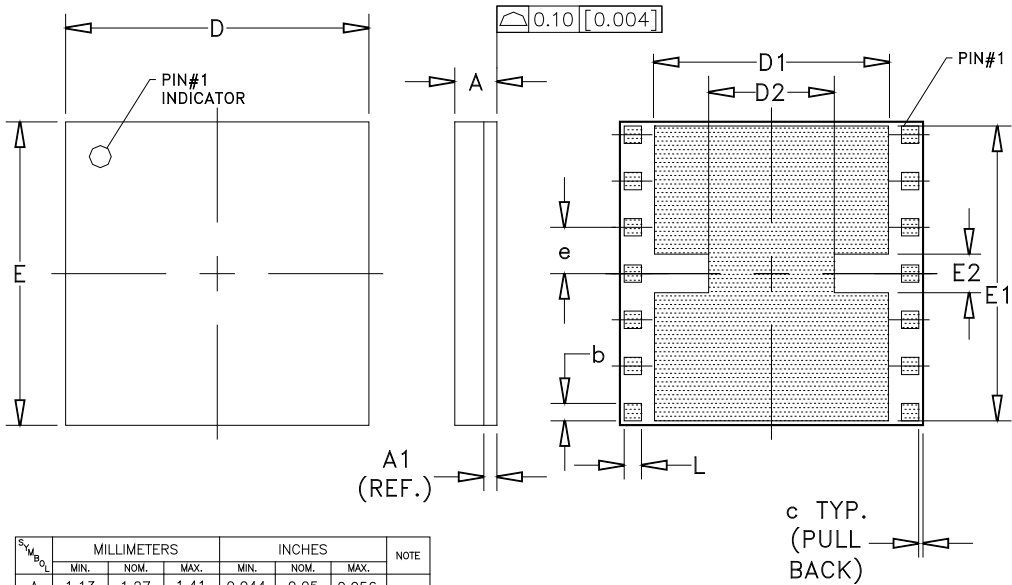 D
⌓ 0.10 [0.004]
A
PIN#1
INDICATOR
E
A1
(REF.)
D1
D2
PIN#1
e
b
E2
E1
L
c TYP.
(PULL
BACK)
SYMBOL MILLIMETERS INCHES NOTE
MIN. NOM. MAX. MIN. NOM. MAX.
A 1.13 1.27 1.41 0.044 0.05 0.056